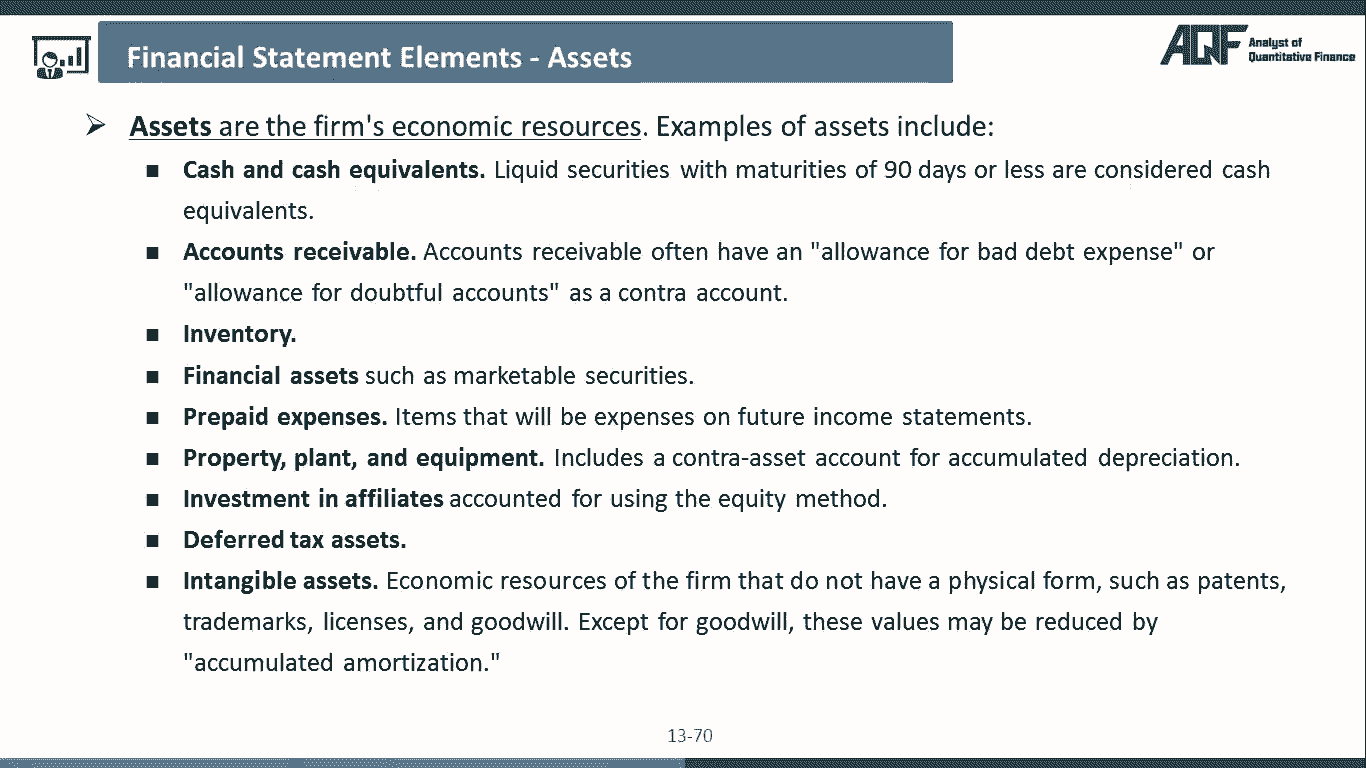 Financial Statement Elements - Assets
AQF Analyst of
Quantitative Finance
➢ Assets are the firm's economic resources. Examples of assets include:
■ Cash and cash equivalents. Liquid securities with maturities of 90 days or less are considered cash
equivalents.
■ Accounts receivable. Accounts receivable often have an "allowance for bad debt expense" or
"allowance for doubtful accounts" as a contra account.
■ Inventory.
■ Financial assets such as marketable securities.
■ Prepaid expenses. Items that will be expenses on future income statements.
■ Property, plant, and equipment. Includes a contra-asset account for accumulated depreciation.
■ Investment in affiliates accounted for using the equity method.
■ Deferred tax assets.
■ Intangible assets. Economic resources of the firm that do not have a physical form, such as patents,
trademarks, licenses, and goodwill. Except for goodwill, these values may be reduced by
"accumulated amortization."
13-70